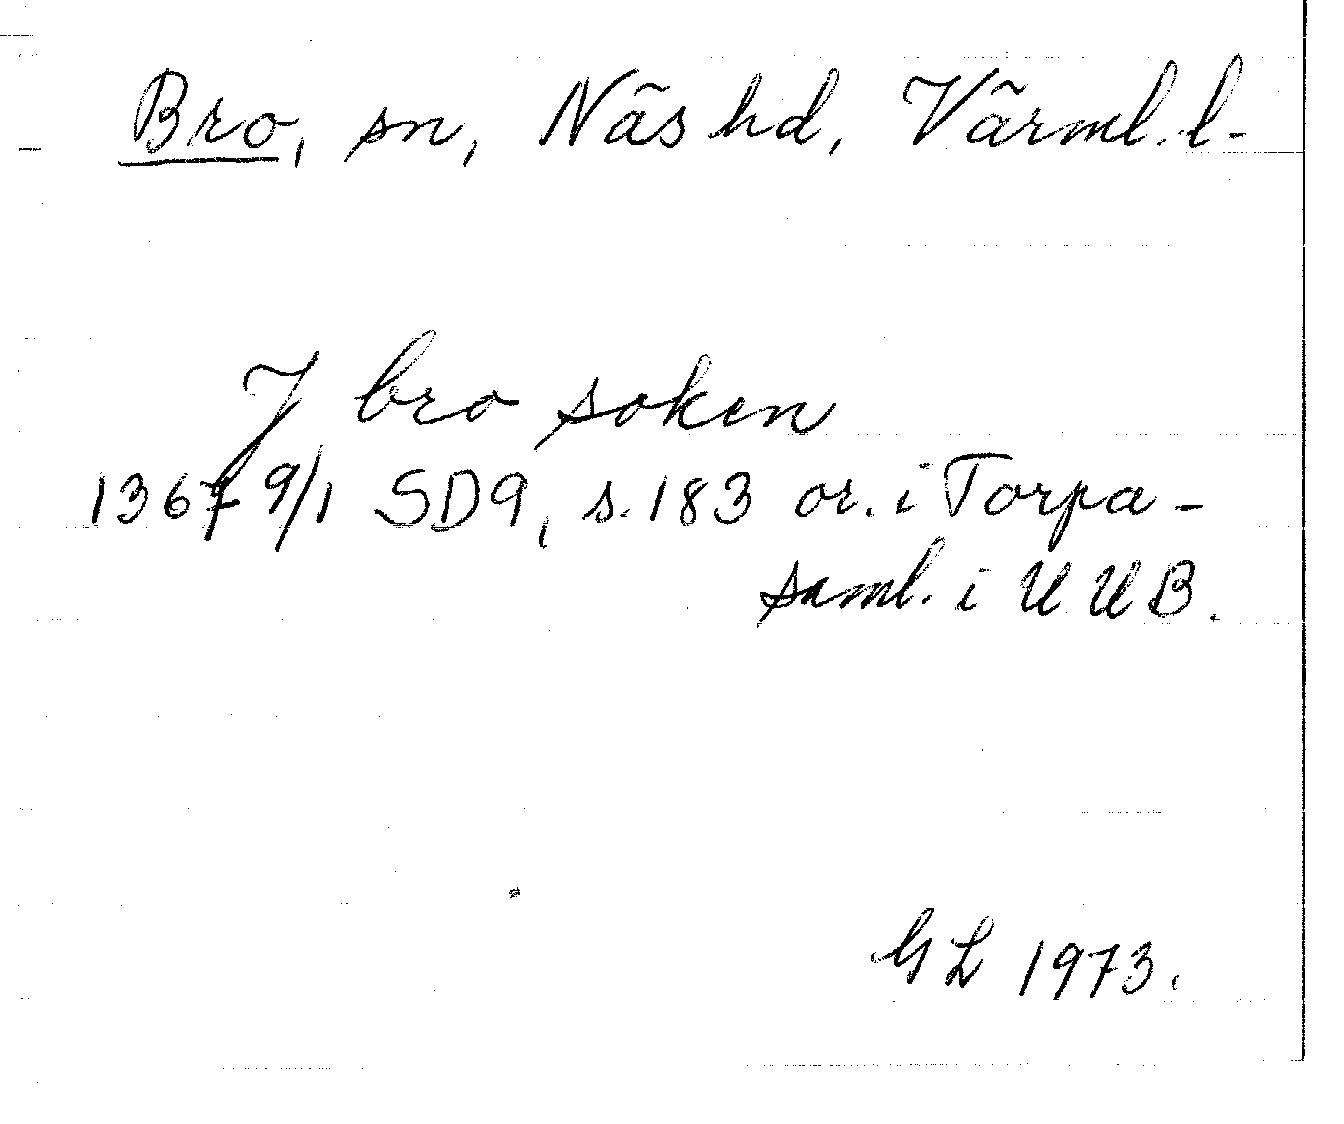 Bro, sn, Näs hd, Värml. l-
J bro soken
1367 9/1 SD9, s. 183 or. i Torpa-
saml. i UUB.
GL 1973.